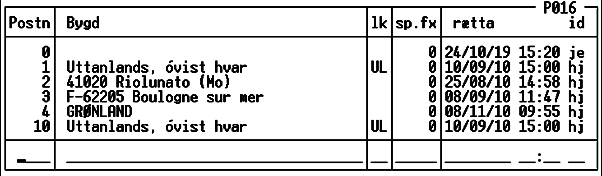 P016
Postn Bygd lk sp.fx rætta id
0 0 24/10/19 15:20 je
1 Uttanlands, óvist hvar UL 0 10/09/10 15:00 hj
2 41020 Riolunato (Mo) 0 25/08/10 14:58 hj
3 F-62205 Boulogne sur mer 0 08/09/10 11:47 hj
4 GRØNLAND 0 08/11/10 09:55 hj
10 Uttanlands, óvist hvar UL 0 10/09/10 15:00 hj